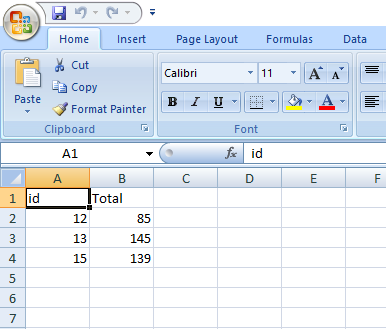 Home Insert Page Layout Formulas Data
Cut
Copy
Format Painter
Paste
Calibri 11 A A
B I U A
Clipboard Font
A1 fx id
A B C D E F
1 id Total
2 12 85
3 13 145
4 15 139
5
6
7